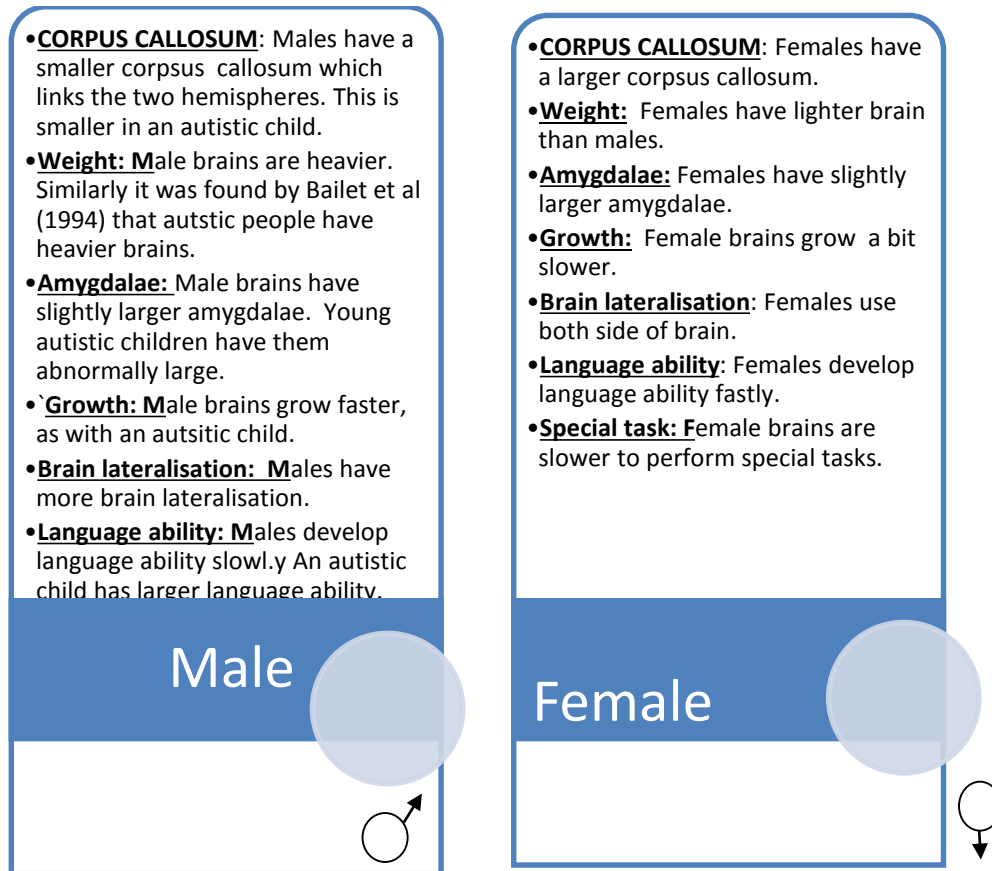 •CORPUS CALLOSUM: Males have a
smaller corpsus callosum which
links the two hemispheres. This is
smaller in an autistic child.
•Weight: Male brains are heavier.
Similarly it was found by Bailet et al
(1994) that autstic people have
heavier brains.
•Amygdalae: Male brains have
slightly larger amygdalae. Young
autistic children have them
abnormally large.
•`Growth: Male brains grow faster,
as with an autsitic child.
•Brain lateralisation: Males have
more brain lateralisation.
•Language ability: Males develop
language ability slowl.y An autistic
child has larger language ability.
Male
•CORPUS CALLOSUM: Females have
a larger corpsus callosum.
•Weight: Females have lighter brain
than males.
•Amygdalae: Females have slightly
larger amygdalae.
•Growth: Female brains grow a bit
slower.
•Brain lateralisation: Females use
both side of brain.
•Language ability: Females develop
language ability fastly.
•Special task: Female brains are
slower to perform special tasks.
Female